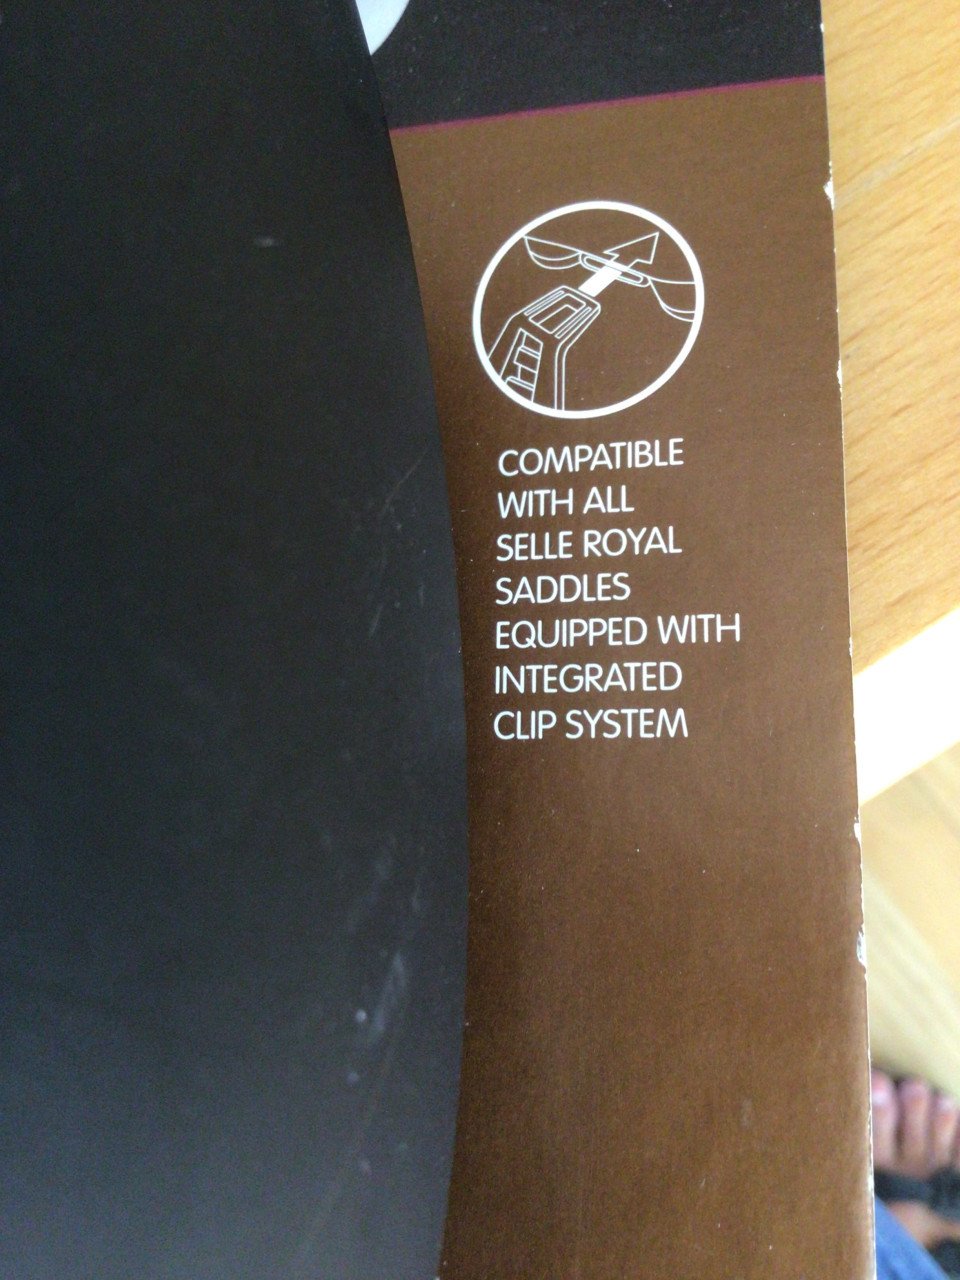 COMPATIBLE
WITH ALL
SELLE ROYAL
SADDLES
EQUIPPED WITH
INTEGRATED
CLIP SYSTEM